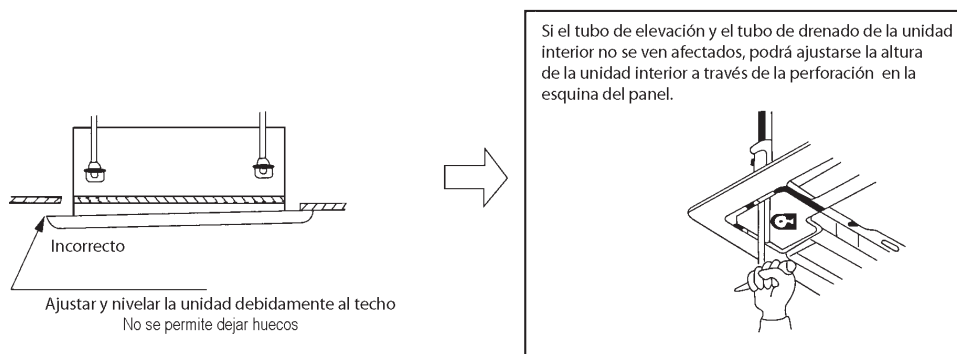 Si el tubo de elevación y el tubo de drenado de la unidad
interior no se ven afectados, podrá ajustarse la altura
de la unidad interior a través de la perforación en la
esquina del panel.
Incorrecto
Ajustar y nivelar la unidad debidamente al techo
No se permite dejar huecos